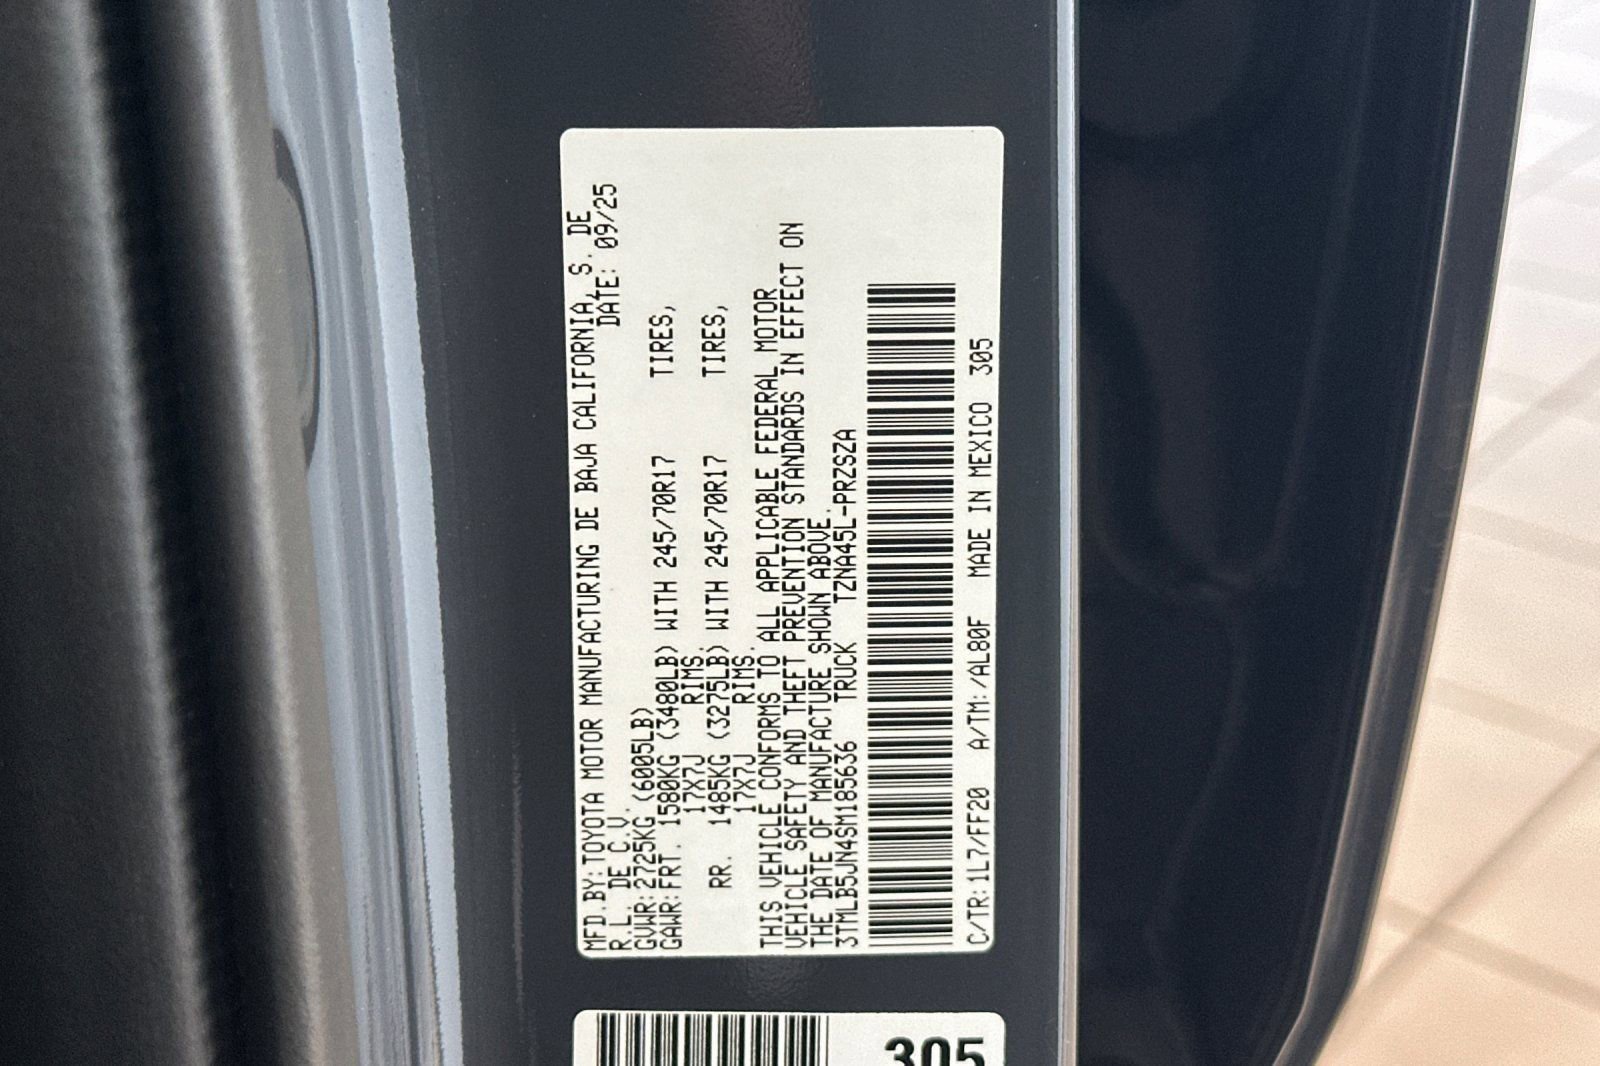 MFD.BY:TOYOTA MOTOR MANUFACTURING DE BAJA CALIFORNIA, S. DE
R.L. DE C.V. DATE: 09/25
GVWR:2725KG (6005LB)
GAWR:FRT. 1580KG (3480LB) WITH 245/70R17 TIRES,
17X7J RIMS.
RR. 1485KG (3275LB) WITH 245/70R17 TIRES,
17X7J RIMS.
THIS VEHICLE CONFORMS TO ALL APPLICABLE FEDERAL MOTOR
VEHICLE SAFETY AND THEFT PREVENTION STANDARDS IN EFFECT ON
THE DATE OF MANUFACTURE SHOWN ABOVE.
3TMLB5JN4SM185636 TRUCK TZNA45L-PRZSZA
C/TR:1L7/FF20 A/TM:/AL80F MADE IN MEXICO 305
305